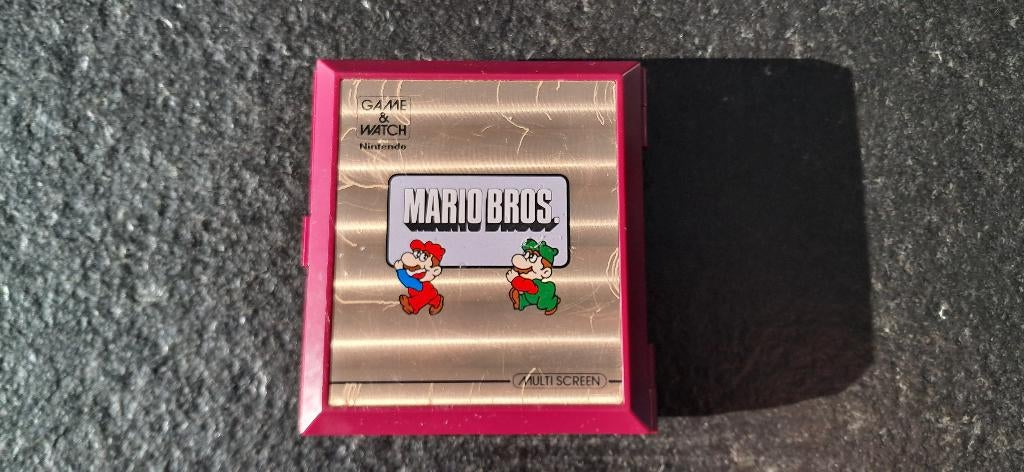 GAME
&
WATCH
Nintendo
MARIO BROS.
MULTI SCREEN